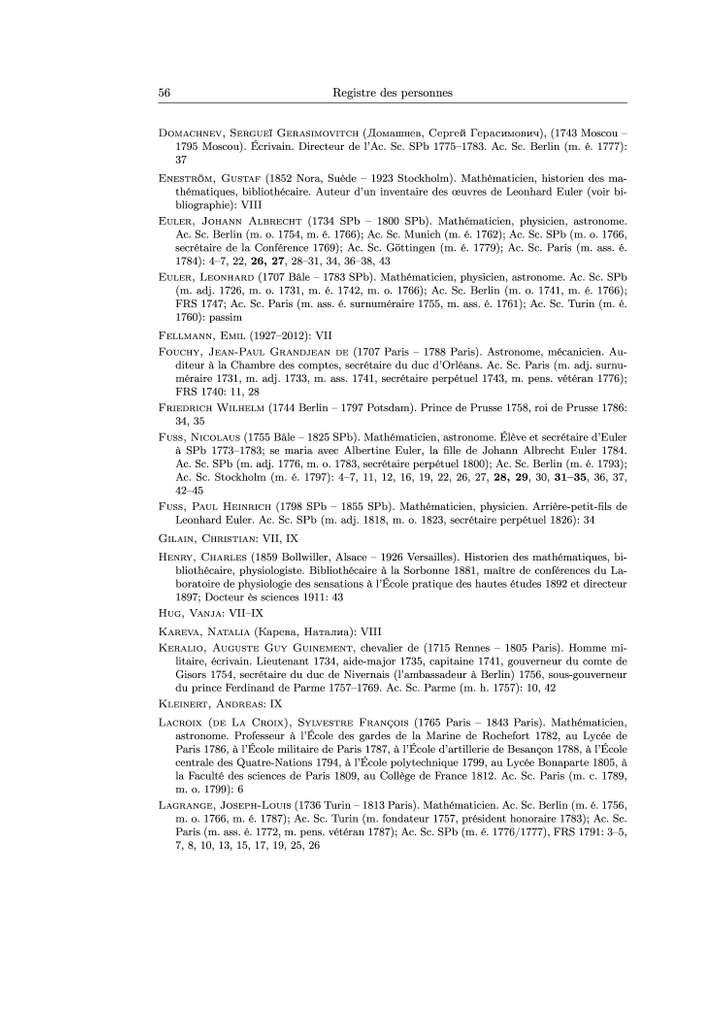 56 Registre des personnes
Domachnev, Sergueï Gerasimovitch (Домашнев, Сергей Герасимович), (1743 Moscou –
1795 Moscou). Écrivain. Directeur de l'Ac. Sc. SPb 1775–1783. Ac. Sc. Berlin (m. é. 1777):
37
Eneström, Gustaf (1852 Nora, Suède – 1923 Stockholm). Mathématicien, historien des ma-
thématiques, bibliothécaire. Auteur d'un inventaire des œuvres de Leonhard Euler (voir bi-
bliographie): VIII
Euler, Johann Albrecht (1734 SPb – 1800 SPb). Mathématicien, physicien, astronome.
Ac. Sc. Berlin (m. o. 1754, m. é. 1766); Ac. Sc. Munich (m. é. 1762); Ac. Sc. SPb (m. o. 1766,
secrétaire de la Conférence 1769); Ac. Sc. Göttingen (m. é. 1779); Ac. Sc. Paris (m. ass. é.
1784): 4–7, 22, 26, 27, 28–31, 34, 36–38, 43
Euler, Leonhard (1707 Bâle – 1783 SPb). Mathématicien, physicien, astronome. Ac. Sc. SPb
(m. adj. 1726, m. o. 1731, m. é. 1742, m. o. 1766); Ac. Sc. Berlin (m. o. 1741, m. é. 1766);
FRS 1747; Ac. Sc. Paris (m. ass. é. surnuméraire 1755, m. ass. é. 1761); Ac. Sc. Turin (m. é.
1760): passim
Fellmann, Emil (1927–2012): VII
Fouchy, Jean-Paul Grandjean de (1707 Paris – 1788 Paris). Astronome, mécanicien. Au-
diteur à la Chambre des comptes, secrétaire du duc d'Orléans. Ac. Sc. Paris (m. adj. surnu-
méraire 1731, m. adj. 1733, m. ass. 1741, secrétaire perpétuel 1743, m. pens. vétéran 1776);
FRS 1740: 11, 28
Friedrich Wilhelm (1744 Berlin – 1797 Potsdam). Prince de Prusse 1758, roi de Prusse 1786:
34, 35
Fuss, Nicolaus (1755 Bâle – 1825 SPb). Mathématicien, astronome. Élève et secrétaire d'Euler
à SPb 1773–1783; se maria avec Albertine Euler, la fille de Johann Albrecht Euler 1784.
Ac. Sc. SPb (m. adj. 1776, m. o. 1783, secrétaire perpétuel 1800); Ac. Sc. Berlin (m. é. 1793);
Ac. Sc. Stockholm (m. é. 1797): 4–7, 11, 12, 16, 19, 22, 26, 27, 28, 29, 30, 31–35, 36, 37,
42–45
Fuss, Paul Heinrich (1798 SPb – 1855 SPb). Mathématicien, physicien. Arrière-petit-fils de
Leonhard Euler. Ac. Sc. SPb (m. adj. 1818, m. o. 1823, secrétaire perpétuel 1826): 34
Gilain, Christian: VII, IX
Henry, Charles (1859 Bollwiller, Alsace – 1926 Versailles). Historien des mathématiques, bi-
bliothécaire, physiologiste. Bibliothécaire à la Sorbonne 1881, maître de conférences du La-
boratoire de physiologie des sensations à l'École pratique des hautes études 1892 et directeur
1897; Docteur ès sciences 1911: 43
Hug, Vanja: VII–IX
Kareva, Natalia (Карева, Наталиа): VIII
Keralio, Auguste Guy Guinement, chevalier de (1715 Rennes – 1805 Paris). Homme mi-
litaire, écrivain. Lieutenant 1734, aide-major 1735, capitaine 1741, gouverneur du comte de
Gisors 1754, secrétaire du duc de Nivernais (l'ambassadeur à Berlin) 1756, sous-gouverneur
du prince Ferdinand de Parme 1757–1769. Ac. Sc. Parme (m. h. 1757): 10, 42
Kleinert, Andreas: IX
Lacroix (de La Croix), Sylvestre François (1765 Paris – 1843 Paris). Mathématicien,
astronome. Professeur à l'École des gardes de la Marine de Rochefort 1782, au Lycée de
Paris 1786, à l'École militaire de Paris 1787, à l'École d'artillerie de Besançon 1788, à l'École
centrale des Quatre-Nations 1794, à l'École polytechnique 1799, au Lycée Bonaparte 1805, à
la Faculté des sciences de Paris 1809, au Collège de France 1812. Ac. Sc. Paris (m. c. 1789,
m. o. 1799): 6
Lagrange, Joseph-Louis (1736 Turin – 1813 Paris). Mathématicien. Ac. Sc. Berlin (m. é. 1756,
m. o. 1766, m. é. 1787); Ac. Sc. Turin (m. fondateur 1757, président honoraire 1783); Ac. Sc.
Paris (m. ass. é. 1772, m. pens. vétéran 1787); Ac. Sc. SPb (m. é. 1776/1777), FRS 1791: 3–5,
7, 8, 10, 13, 15, 17, 19, 25, 26